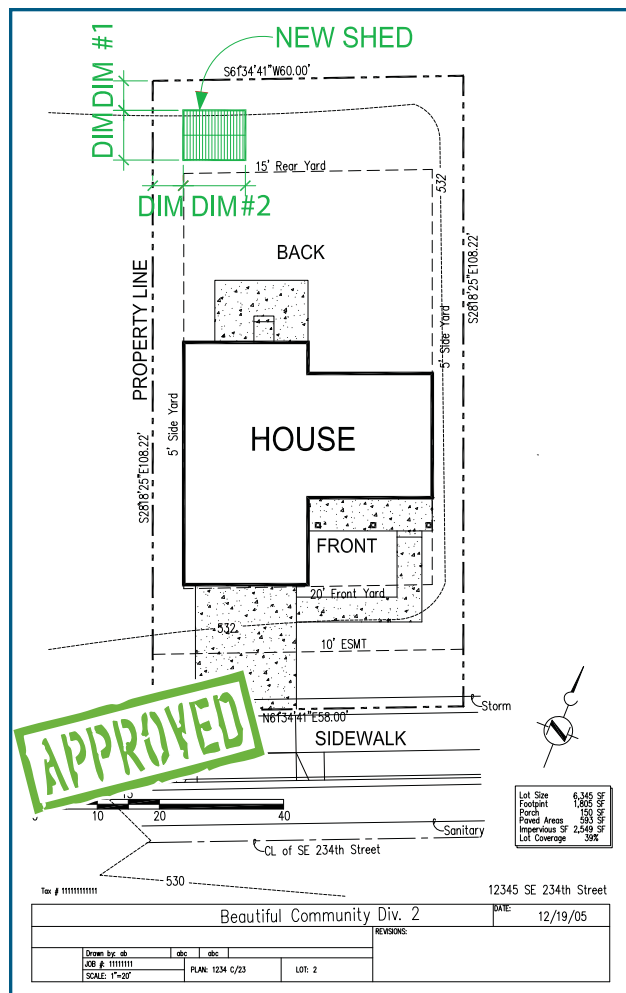 NEW SHED
S61°34'41"W60.00'
DIM DIM #1
15' Rear Yard
532
DIM DIM #2
BACK
PROPERTY LINE
S2818'25"E108.22'
5' Side Yard
5' Side Yard
HOUSE
S2818'25"E108.22'
FRONT
20' Front Yard
532
10' ESMT
APPROVED
N61°34'41"E58.00'
Storm
SIDEWALK
10 20 40
Sanitary
CL of SE 234th Street
530
Lot Size 6,345 SF
Footpint 1,805 SF
Porch 150 SF
Paved Areas 593 SF
Impervious SF 2,549 SF
Lot Coverage 39%
Tax # 111111111111
12345 SE 234th Street
Beautiful Community Div. 2
DATE: 12/19/05
REVISIONS:
Drawn by: ab abc abc
JOB #: 11111111
PLAN: 1234 C/23
LOT: 2
SCALE: 1"=20'